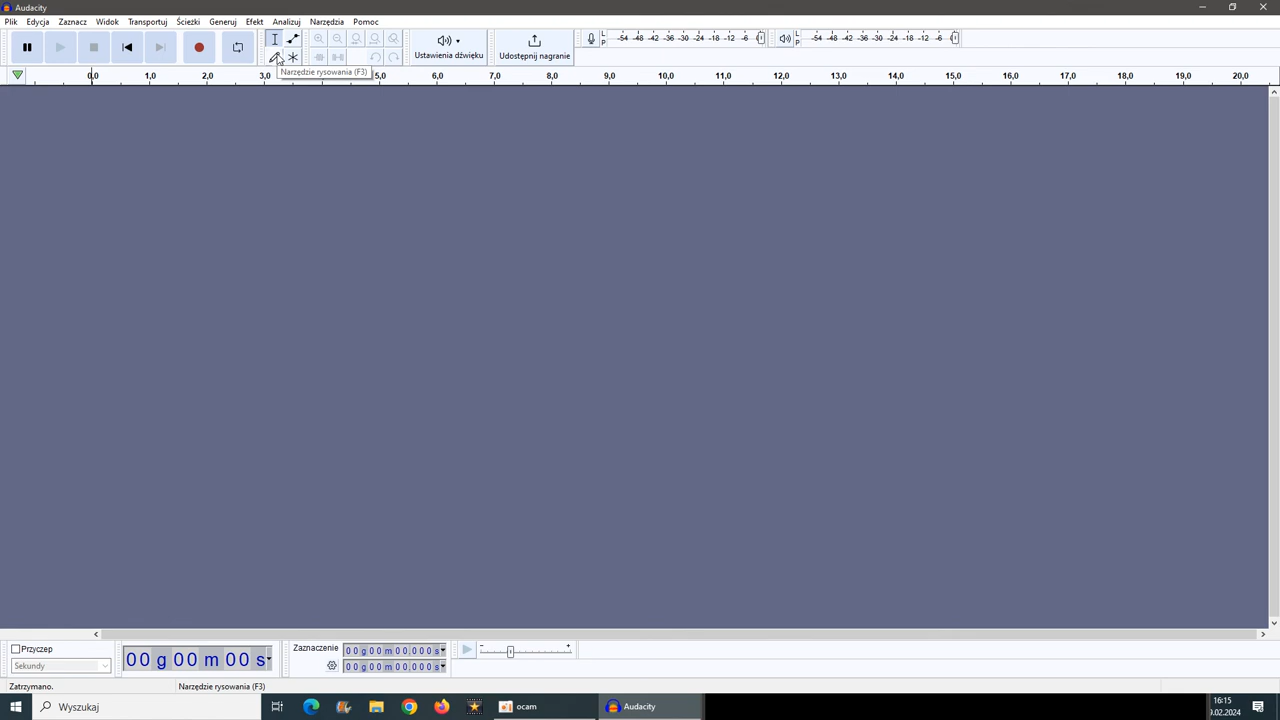 Audacity
Plik Edycja Zaznacz Widok Transportuj Ścieżki Generuj Efekt Analizuj Narzędzia Pomoc
Ustawienia dźwięku
Udostępnij nagranie
L
P
-54 -48 -42 -36 -30 -24 -18 -12 -6
L
P
-54 -48 -42 -36 -30 -24 -18 -12 -6
Narzędzie rysowania (F3)
0,0 1,0 2,0 3,0 5,0 6,0 7,0 8,0 9,0 10,0 11,0 12,0 13,0 14,0 15,0 16,0 17,0 18,0 19,0 20,0
Przyczep
Sekundy
00 g 00 m 00 s
Zaznaczenie
00 g 00 m 00,000 s
00 g 00 m 00,000 s
Zatrzymano.
Narzędzie rysowania (F3)
Wyszukaj
ocam
Audacity
16:15
9.02.2024